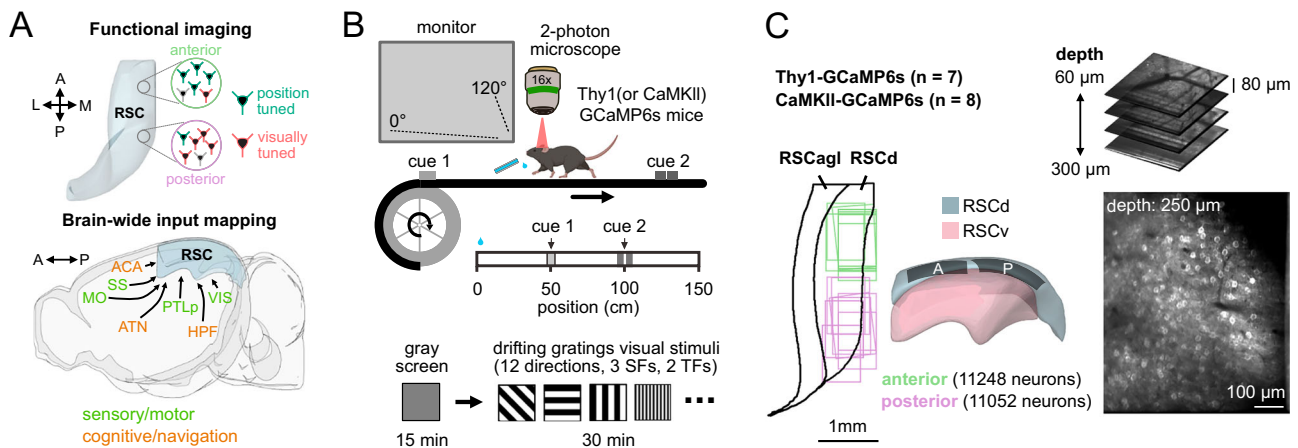 A
Functional imaging
anterior
A
L
M
P
RSC
position
tuned
visually
tuned
posterior
Brain-wide input mapping
A
P
RSC
ACA
SS
MO
PTLp
VIS
ATN
HPF
sensory/motor
cognitive/navigation
B
monitor
2-photon
microscope
16x
120°
0°
Thy1(or CaMKII)
GCaMP6s mice
cue 1
cue 2
cue 1
cue 2
0
50
100
150
position (cm)
gray
screen
drifting gratings visual stimuli
(12 directions, 3 SFs, 2 TFs)
15 min
30 min
C
Thy1-GCaMP6s (n = 7)
CaMKII-GCaMP6s (n = 8)
depth
60 µm
80 µm
300 µm
RSCagl
RSCd
RSCd
RSCv
A
P
anterior (11248 neurons)
posterior (11052 neurons)
1mm
depth: 250 µm
100 µm